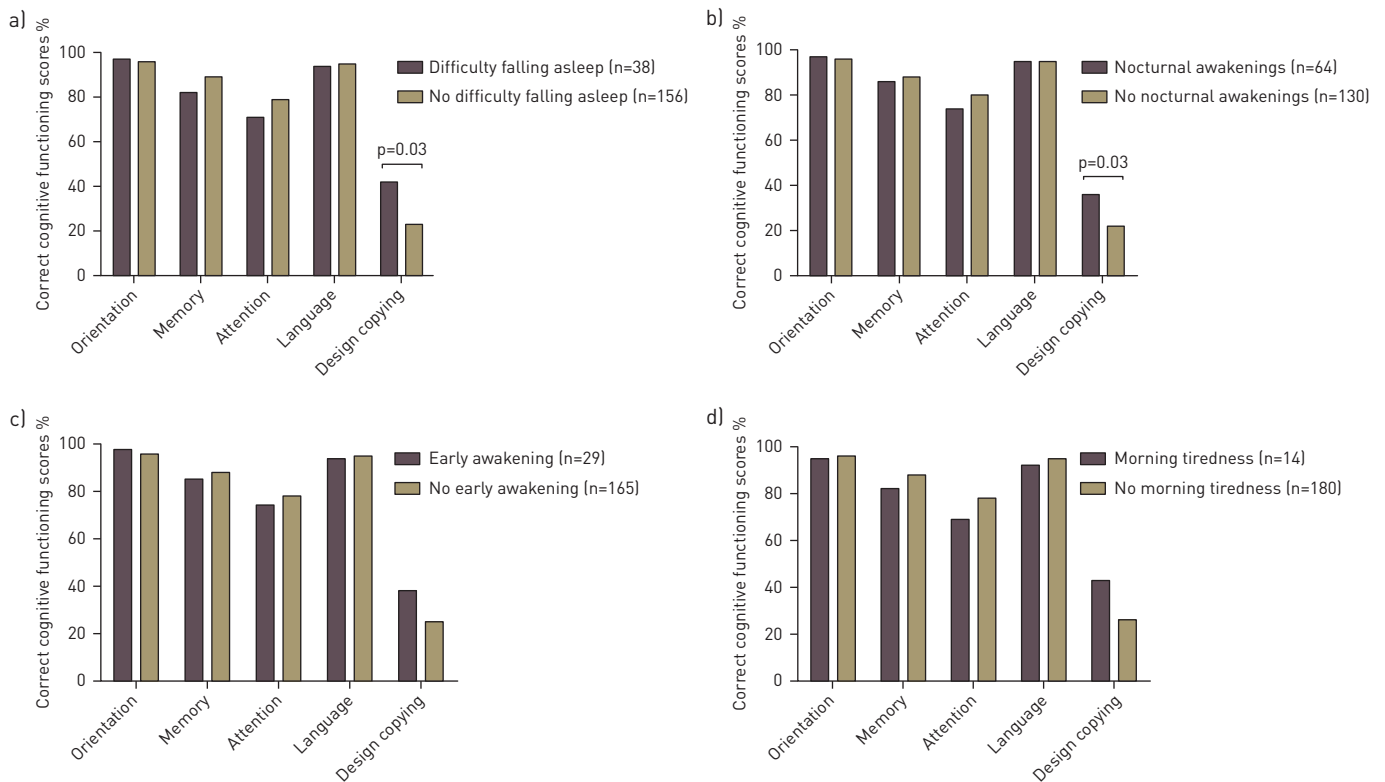 a)
Correct cognitive functioning scores %
100
80
60
40
20
0
Difficulty falling asleep (n=38)
No difficulty falling asleep (n=156)
p=0.03
Orientation
Memory
Attention
Language
Design copying
b)
Correct cognitive functioning scores %
100
80
60
40
20
0
Nocturnal awakenings (n=64)
No nocturnal awakenings (n=130)
p=0.03
Orientation
Memory
Attention
Language
Design copying
c)
Correct cognitive functioning scores %
100
80
60
40
20
0
Early awakening (n=29)
No early awakening (n=165)
Orientation
Memory
Attention
Language
Design copying
d)
Correct cognitive functioning scores %
100
80
60
40
20
0
Morning tiredness (n=14)
No morning tiredness (n=180)
Orientation
Memory
Attention
Language
Design copying